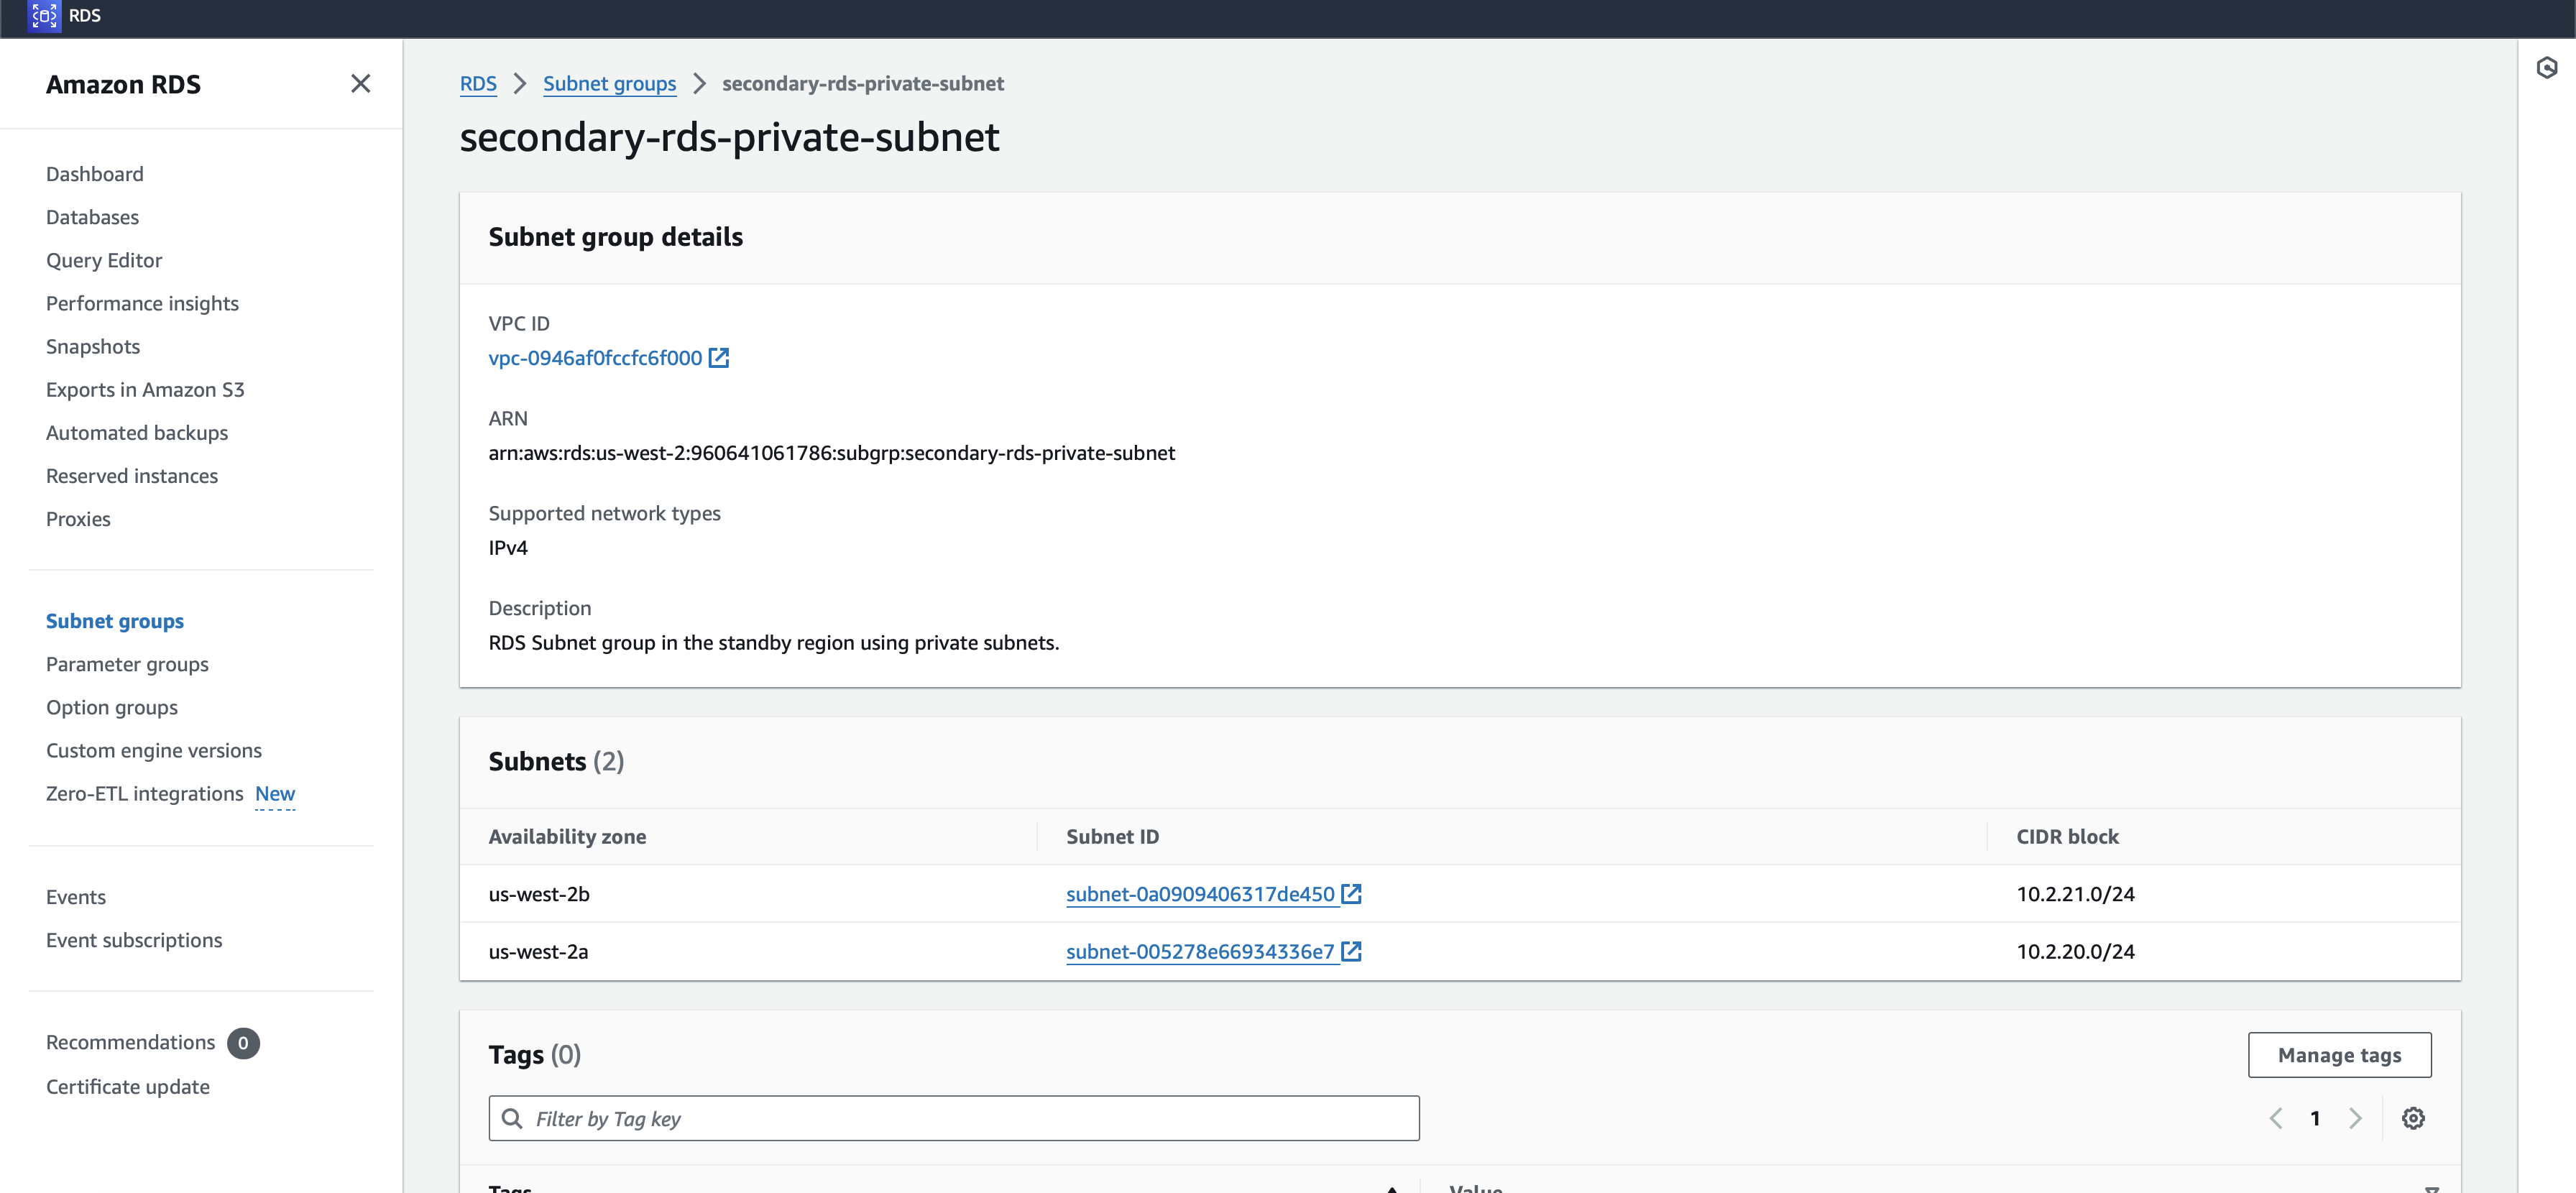 RDS
Amazon RDS
Dashboard
Databases
Query Editor
Performance insights
Snapshots
Exports in Amazon S3
Automated backups
Reserved instances
Proxies
Subnet groups
Parameter groups
Option groups
Custom engine versions
Zero-ETL integrations New
Events
Event subscriptions
Recommendations 0
Certificate update
RDS > Subnet groups > secondary-rds-private-subnet
secondary-rds-private-subnet
Subnet group details
VPC ID
vpc-0946af0fccfc6f000
ARN
arn:aws:rds:us-west-2:960641061786:subgrp:secondary-rds-private-subnet
Supported network types
IPv4
Description
RDS Subnet group in the standby region using private subnets.
Subnets (2)
Availability zone Subnet ID CIDR block
us-west-2b subnet-0a0909406317de450 10.2.21.0/24
us-west-2a subnet-005278e66934336e7 10.2.20.0/24
Tags (0) Manage tags
Filter by Tag key 1
Tags Value